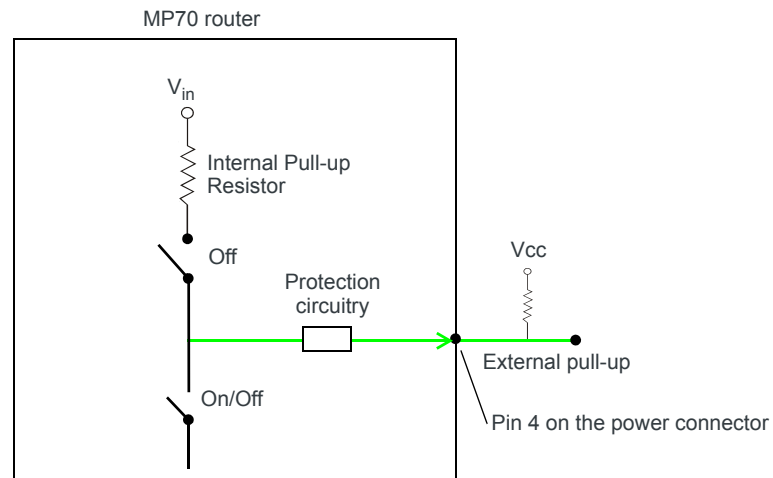 MP70 router
Vin
Internal Pull-up
Resistor
Off
Protection
circuitry
Vcc
External pull-up
On/Off
Pin 4 on the power connector